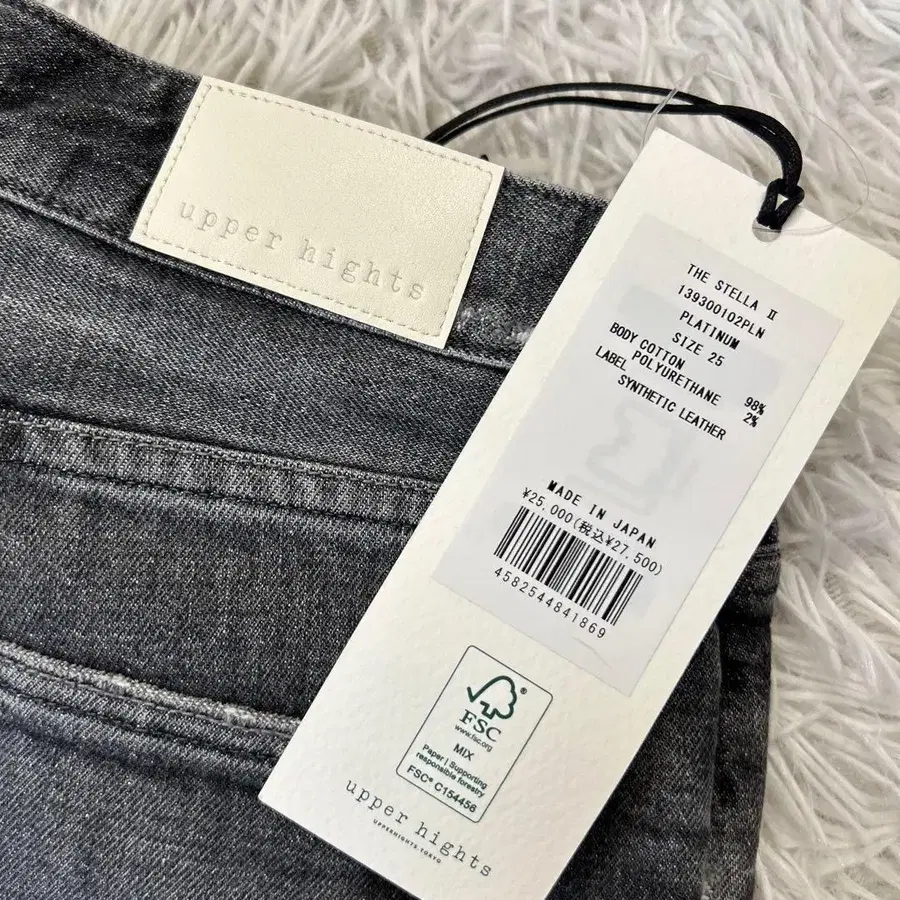 upper hights
THE STELLA Ⅱ
139300102PLN
PLATINUM
SIZE 25
BODY COTTON 98%
POLYURETHANE 2%
LABEL SYNTHETIC LEATHER
MADE IN JAPAN
¥25,000(税込¥27,500)
4582544841869
FSC®
www.fsc.org
MIX
Paper | Supporting
responsible forestry
FSC® C154456
upper hights
UPPERHIGHTS.TOKYO